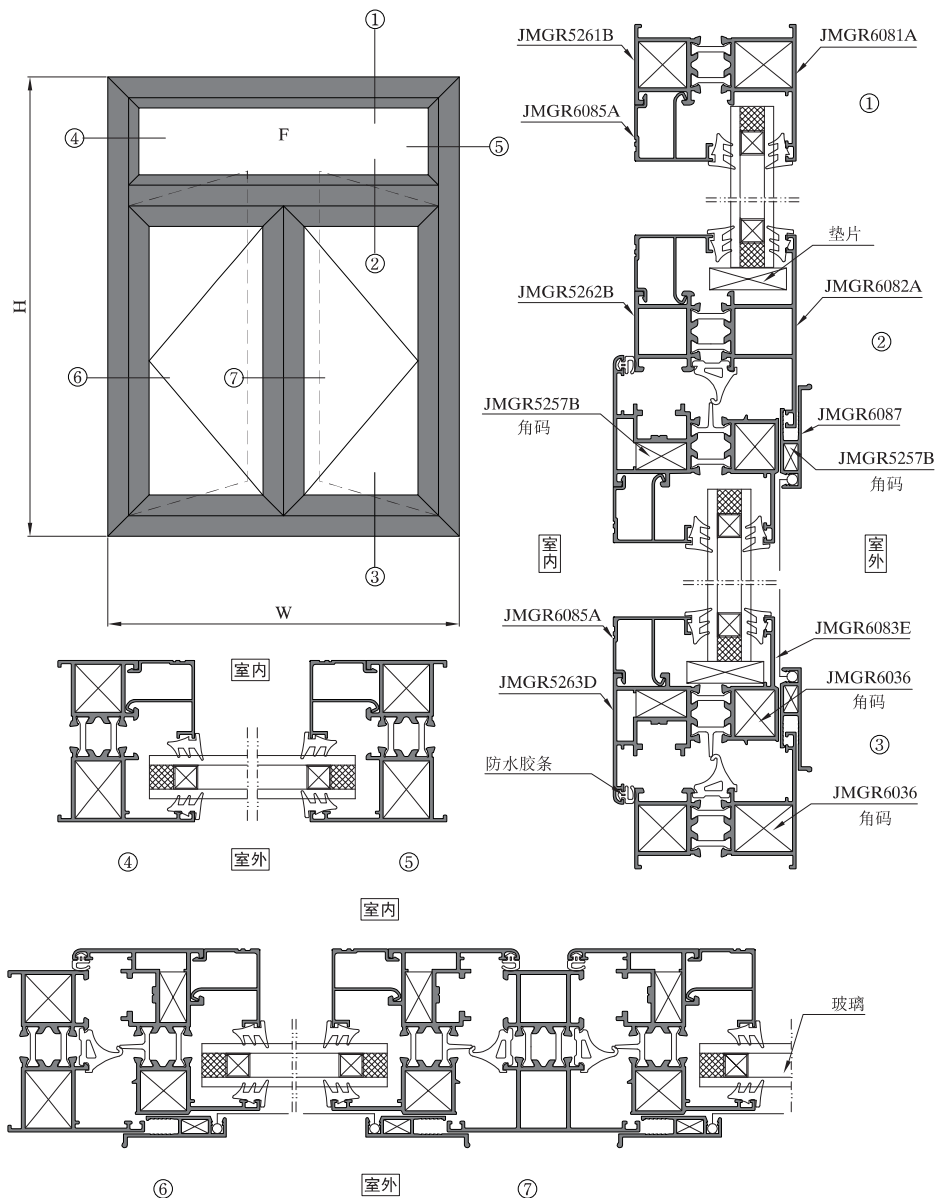 ①
JMGR5261B
JMGR6081A
①
JMGR6085A
④
F
⑤
垫片
②
H
JMGR5262B
JMGR6082A
②
⑥
⑦
JMGR5257B
角码
JMGR6087
JMGR5257B
角码
室内
室外
③
W
JMGR6085A
JMGR6083E
室内
JMGR5263D
JMGR6036
角码
③
防水胶条
JMGR6036
角码
④
室外
⑤
室内
玻璃
⑥
室外
⑦